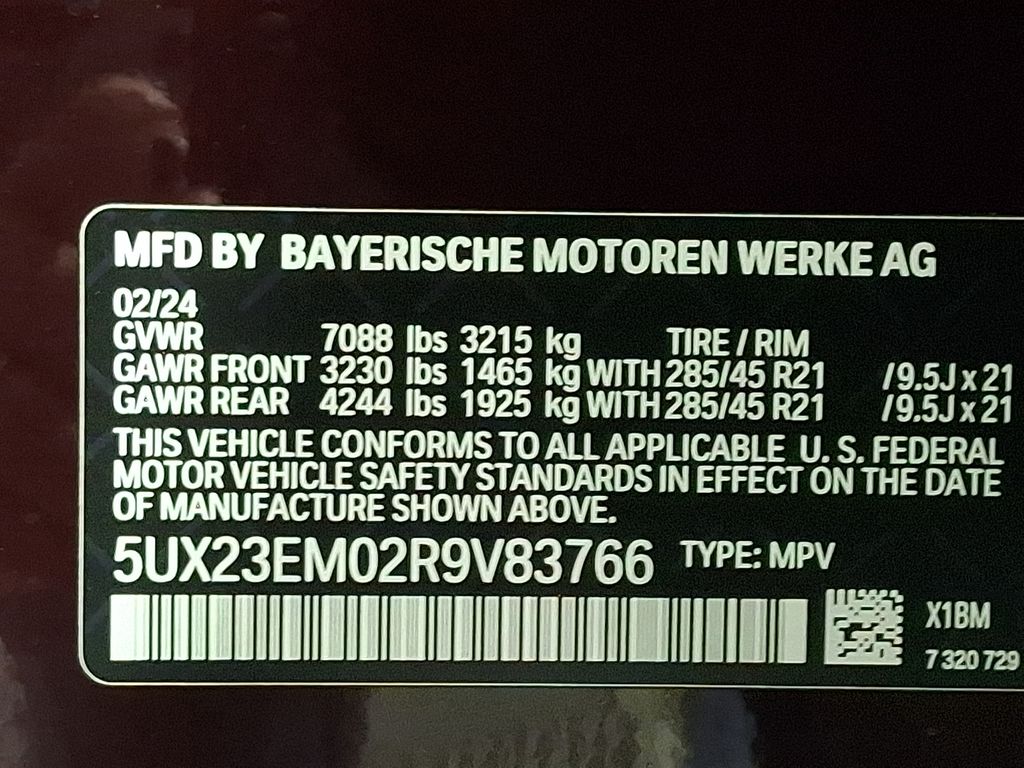 MFD BY BAYERISCHE MOTOREN WERKE AG
02/24
GVWR 7088 lbs 3215 kg TIRE / RIM
GAWR FRONT 3230 lbs 1465 kg WITH 285/45 R21 /9.5J x 21
GAWR REAR 4244 lbs 1925 kg WITH 285/45 R21 /9.5J x 21
THIS VEHICLE CONFORMS TO ALL APPLICABLE U. S. FEDERAL
MOTOR VEHICLE SAFETY STANDARDS IN EFFECT ON THE DATE
OF MANUFACTURE SHOWN ABOVE.
5UX23EM02R9V83766 TYPE: MPV
X1BM
7 320 729